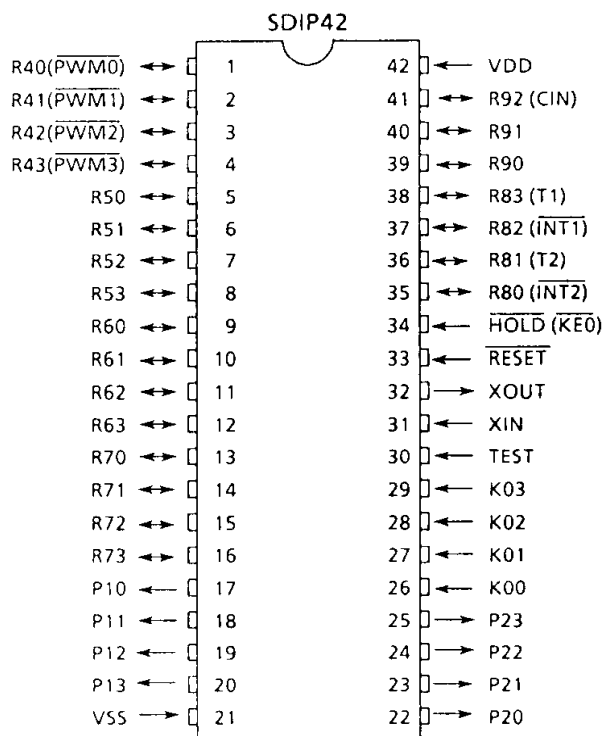 SDIP42
R40(PWM0) 1 42 VDD
R41(PWM1) 2 41 R92 (CIN)
R42(PWM2) 3 40 R91
R43(PWM3) 4 39 R90
R50 5 38 R83 (T1)
R51 6 37 R82 (INT1)
R52 7 36 R81 (T2)
R53 8 35 R80 (INT2)
R60 9 34 HOLD (KE0)
R61 10 33 RESET
R62 11 32 XOUT
R63 12 31 XIN
R70 13 30 TEST
R71 14 29 K03
R72 15 28 K02
R73 16 27 K01
P10 17 26 K00
P11 18 25 P23
P12 19 24 P22
P13 20 23 P21
VSS 21 22 P20